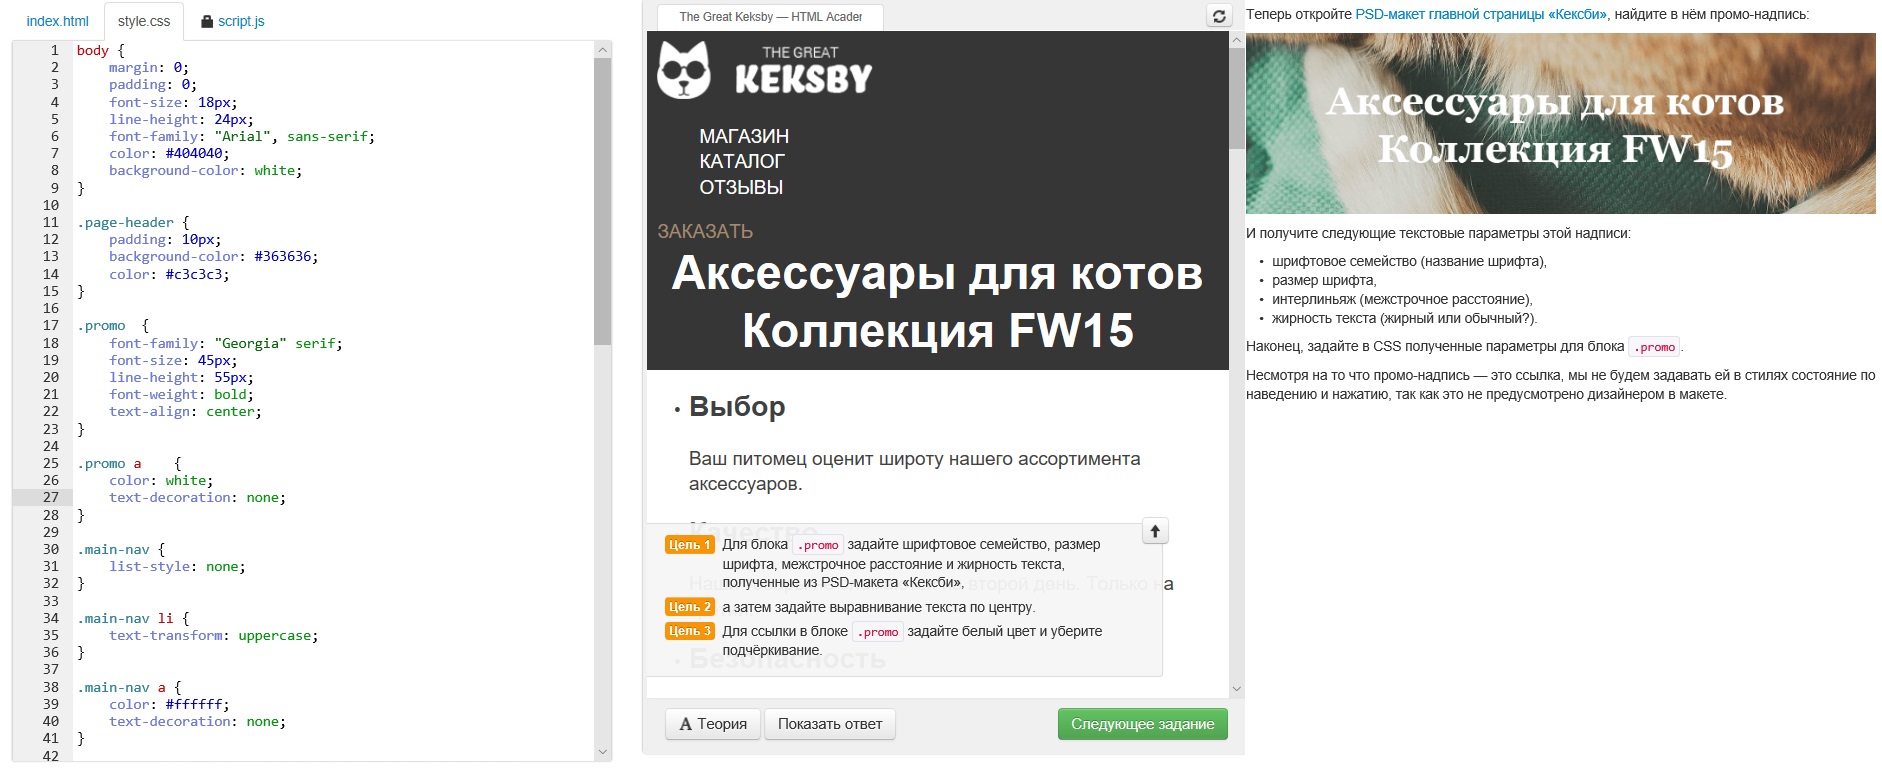 index.html style.css script.js
1 body {
2 margin: 0;
3 padding: 0;
4 font-size: 18px;
5 line-height: 24px;
6 font-family: "Arial", sans-serif;
7 color: #404040;
8 background-color: white;
9 }
10
11 .page-header {
12 padding: 10px;
13 background-color: #363636;
14 color: #c3c3c3;
15 }
16
17 .promo {
18 font-family: "Georgia" serif;
19 font-size: 45px;
20 line-height: 55px;
21 font-weight: bold;
22 text-align: center;
23 }
24
25 .promo a {
26 color: white;
27 text-decoration: none;
28 }
29
30 .main-nav {
31 list-style: none;
32 }
33
34 .main-nav li {
35 text-transform: uppercase;
36 }
37
38 .main-nav a {
39 color: #ffffff;
40 text-decoration: none;
41 }
42
The Great Keksby — HTML Acader
THE GREAT
KEKSBY
МАГАЗИН
КАТАЛОГ
ОТЗЫВЫ
ЗАКАЗАТЬ
Аксессуары для котов
Коллекция FW15
• Выбор
Ваш питомец оценит широту нашего ассортимента
аксессуаров.
Качество
второй день. Только на
Цель 1 Для блока .promo задайте шрифтовое семейство, размер
шрифта, межстрочное расстояние и жирность текста,
полученные из PSD-макета «Кексби»,
Цель 2 а затем задайте выравнивание текста по центру.
Цель 3 Для ссылки в блоке .promo задайте белый цвет и уберите
подчёркивание.
• Безопасность
Теория Показать ответ Следующее задание
Теперь откройте PSD-макет главной страницы «Кексби», найдите в нём промо-надпись:
Аксессуары для котов
Коллекция FW15
И получите следующие текстовые параметры этой надписи:
• шрифтовое семейство (название шрифта),
• размер шрифта,
• интерлиньяж (межстрочное расстояние),
• жирность текста (жирный или обычный?).
Наконец, задайте в CSS полученные параметры для блока .promo.
Несмотря на то что промо-надпись — это ссылка, мы не будем задавать ей в стилях состояние по
наведению и нажатию, так как это не предусмотрено дизайнером в макете.